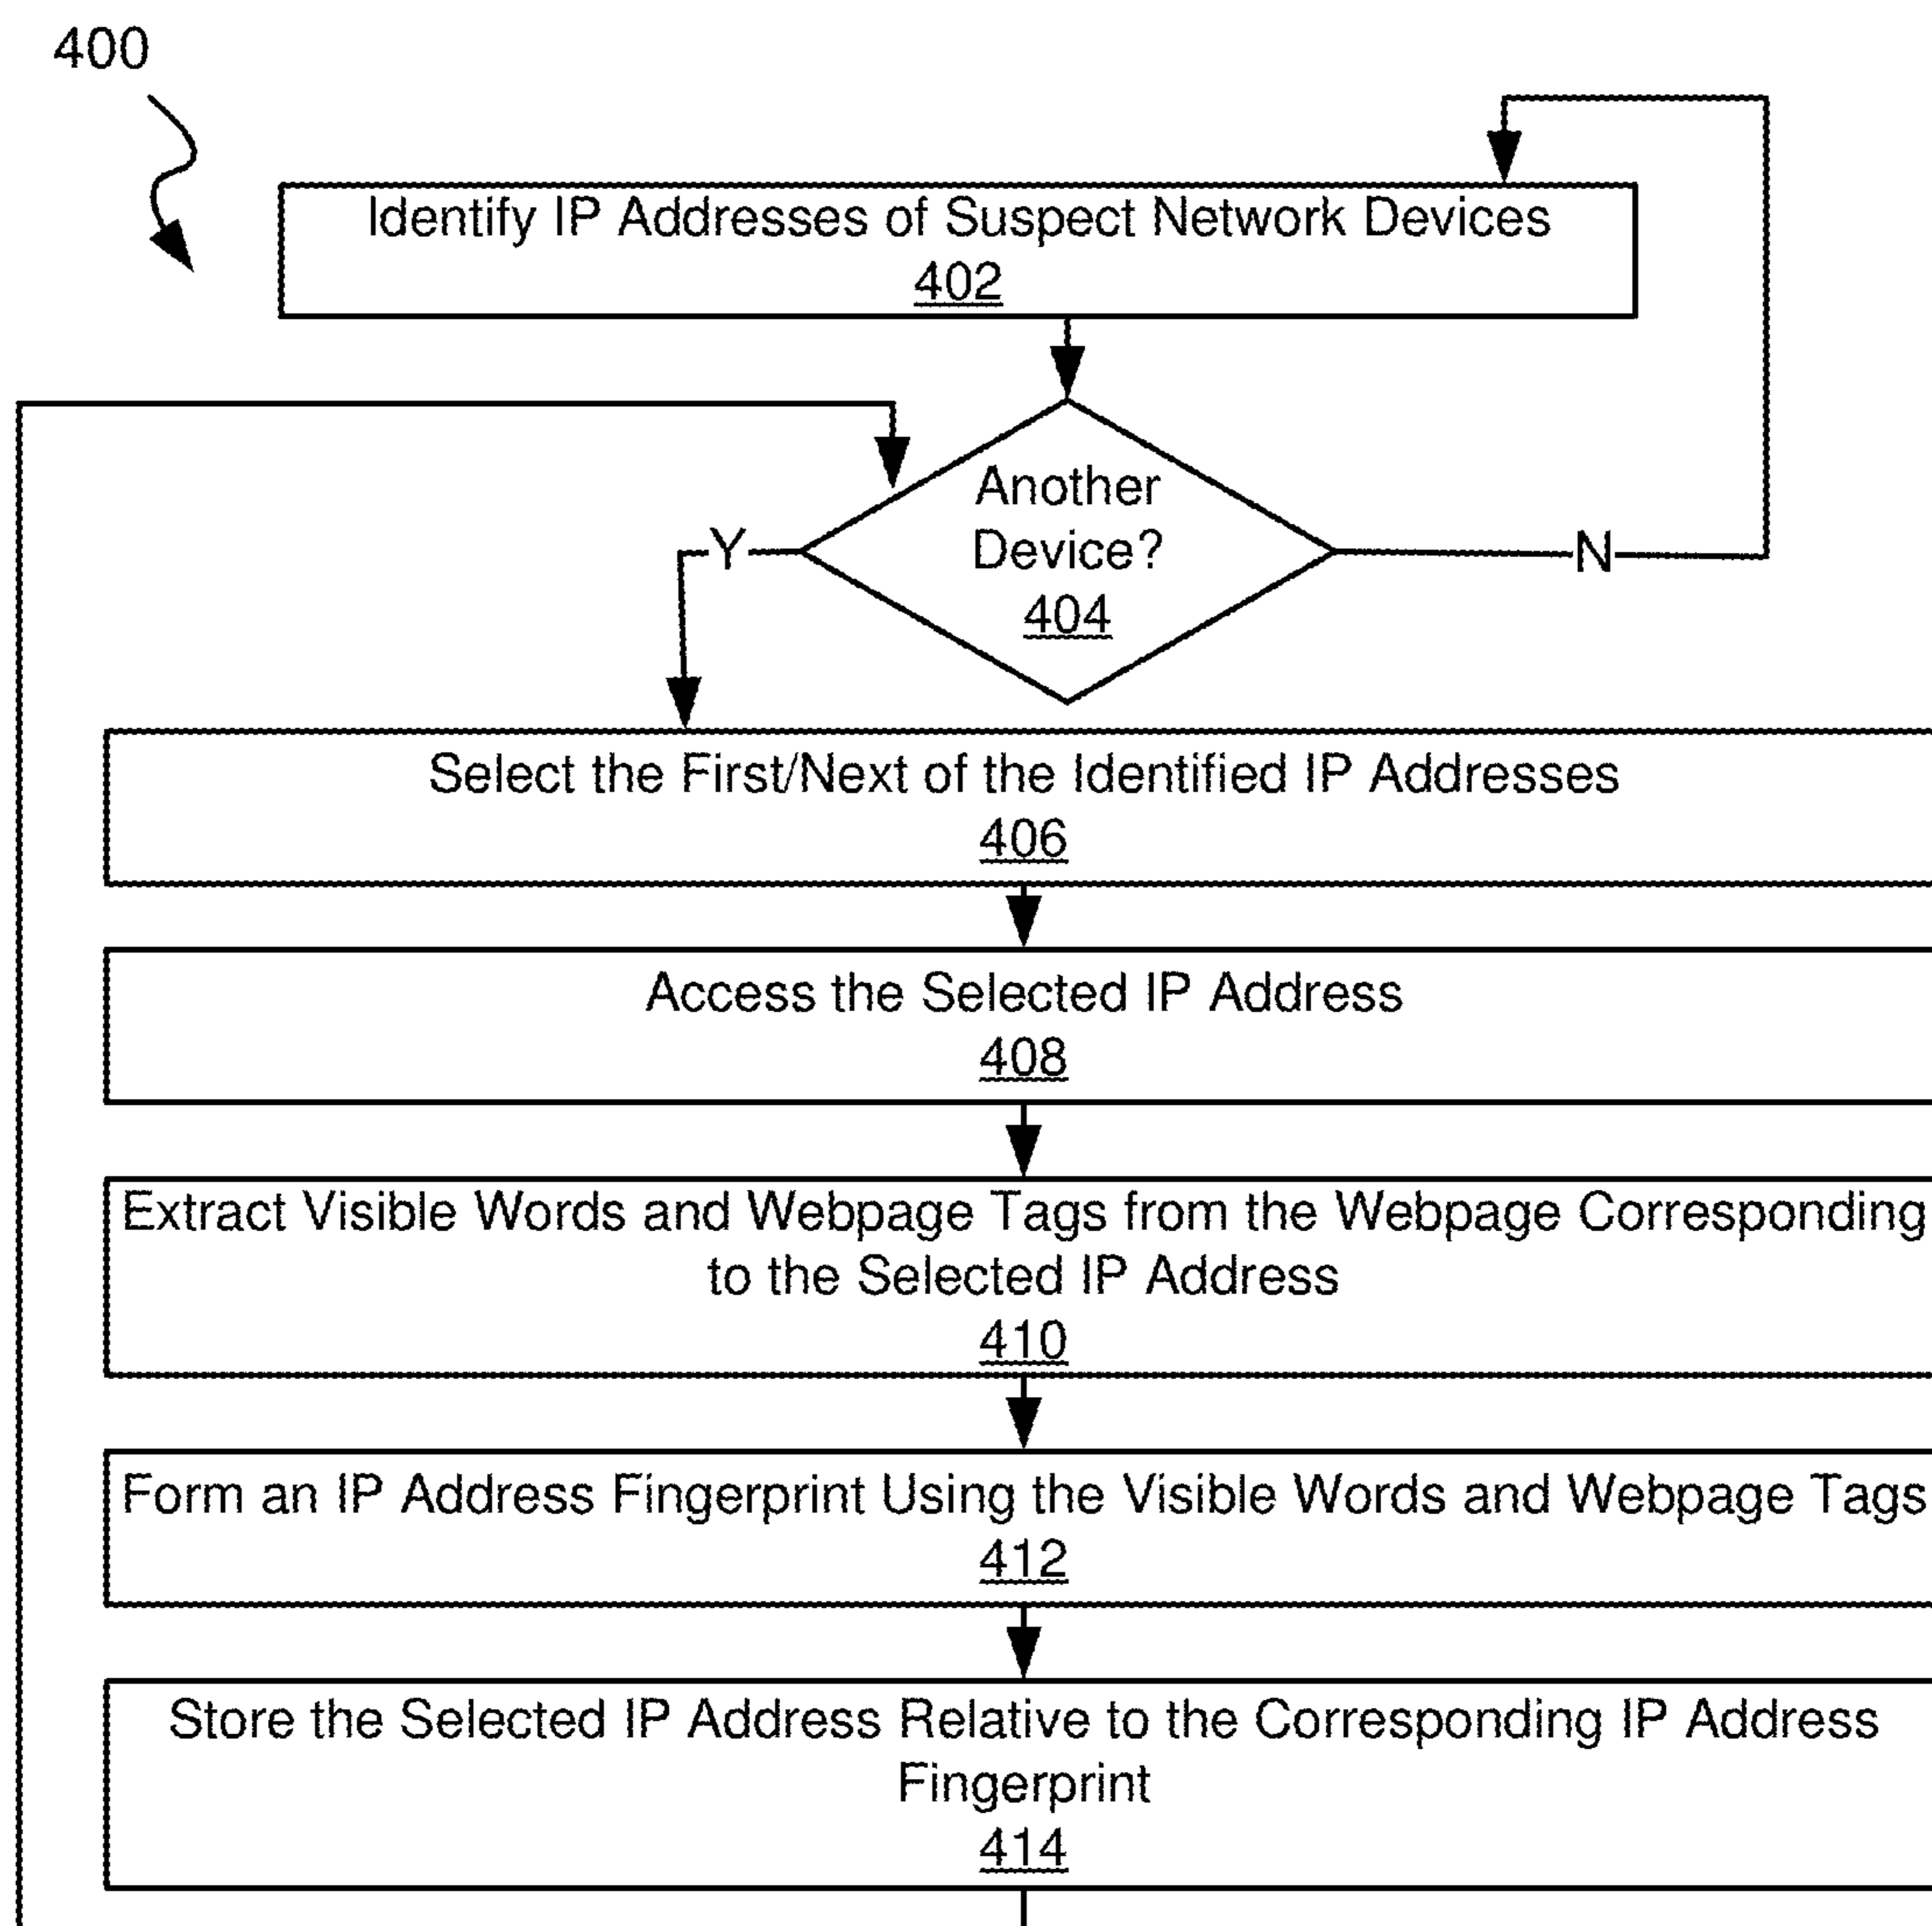 400
Identify IP Addresses of Suspect Network Devices
402
Another
Device?
404
Y
N
Select the First/Next of the Identified IP Addresses
406
Access the Selected IP Address
408
Extract Visible Words and Webpage Tags from the Webpage Corresponding
to the Selected IP Address
410
Form an IP Address Fingerprint Using the Visible Words and Webpage Tags
412
Store the Selected IP Address Relative to the Corresponding IP Address
Fingerprint
414